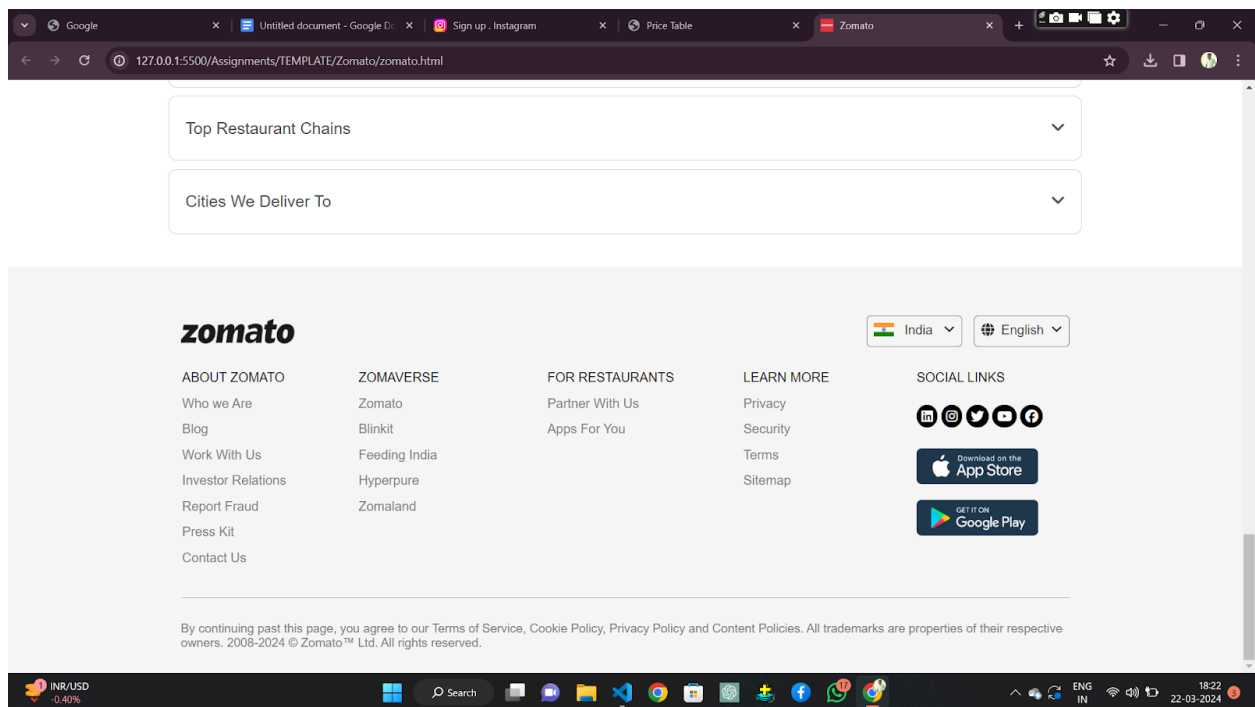 Google
Untitled document - Google Do
Sign up . Instagram
Price Table
Zomato
127.0.0.1:5500/Assignments/TEMPLATE/Zomato/zomato.html
Top Restaurant Chains
Cities We Deliver To
zomato
India
English
ABOUT ZOMATO
Who we Are
Blog
Work With Us
Investor Relations
Report Fraud
Press Kit
Contact Us
ZOMAVERSE
Zomato
Blinkit
Feeding India
Hyperpure
Zomaland
FOR RESTAURANTS
Partner With Us
Apps For You
LEARN MORE
Privacy
Security
Terms
Sitemap
SOCIAL LINKS
Download on the
App Store
GET IT ON
Google Play
By continuing past this page, you agree to our Terms of Service, Cookie Policy, Privacy Policy and Content Policies. All trademarks are properties of their respective
owners. 2008-2024 © Zomato™ Ltd. All rights reserved.
1
INR/USD
-0.40%
Search
17
ENG
IN
18:22
22-03-2024
3